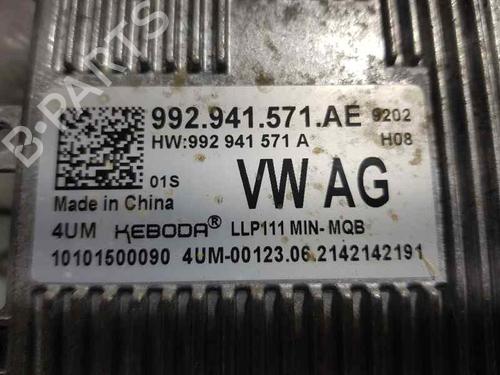 992.941.571.AE 9202
HW:992 941 571 A H08
01S VW AG
Made in China
4UM KEBODA® LLP111 MIN- MQB
10101500090 4UM-00123.06.2142142191
B-PARTS